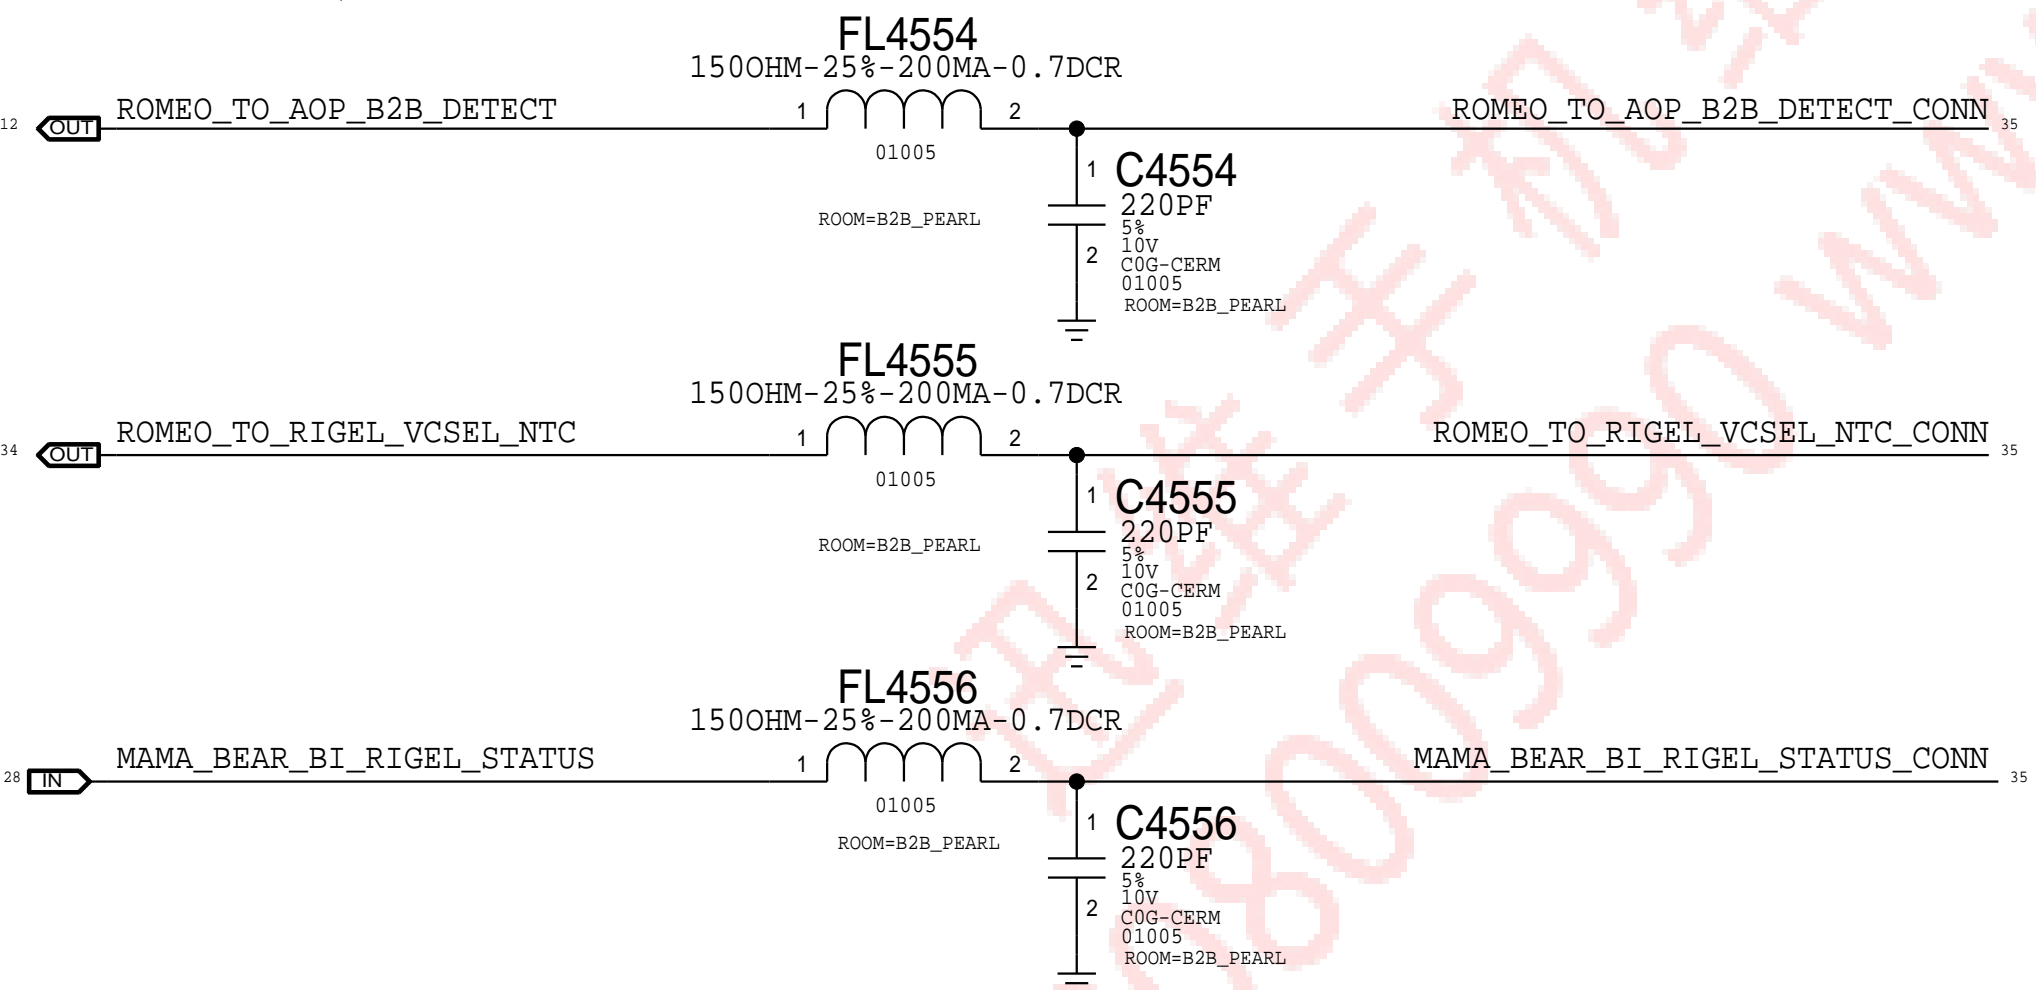 FL4554
150OHM-25%-200MA-0.7DCR
12 OUT ROMEO_TO_AOP_B2B_DETECT 1 2 ROMEO_TO_AOP_B2B_DETECT_CONN 35
01005
ROOM=B2B_PEARL
1 C4554
220PF
5%
10V
2 C0G-CERM
01005
ROOM=B2B_PEARL
FL4555
150OHM-25%-200MA-0.7DCR
34 OUT ROMEO_TO_RIGEL_VCSEL_NTC 1 2 ROMEO_TO_RIGEL_VCSEL_NTC_CONN 35
01005
ROOM=B2B_PEARL
1 C4555
220PF
5%
10V
2 C0G-CERM
01005
ROOM=B2B_PEARL
FL4556
150OHM-25%-200MA-0.7DCR
28 IN MAMA_BEAR_BI_RIGEL_STATUS 1 2 MAMA_BEAR_BI_RIGEL_STATUS_CONN 35
01005
ROOM=B2B_PEARL
1 C4556
220PF
5%
10V
2 C0G-CERM
01005
ROOM=B2B_PEARL
迅维手机